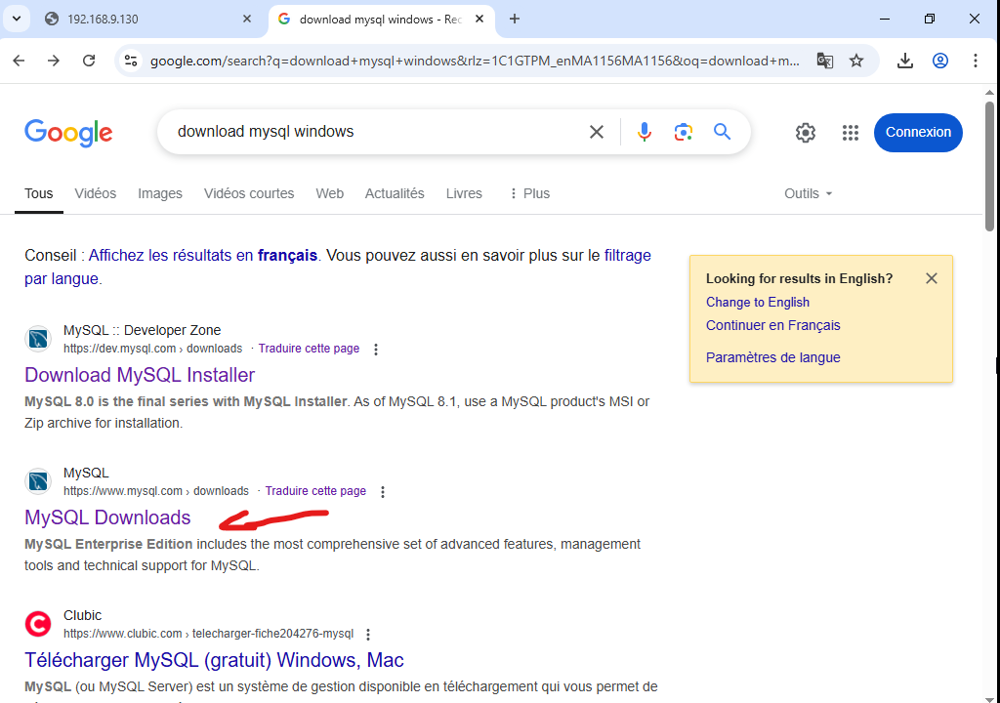 192.168.9.130
download mysql windows - Rec
google.com/search?q=download+mysql+windows&rlz=1C1GTPM_enMA1156MA1156&oq=download+m...
Google
download mysql windows
Connexion
Tous Vidéos Images Vidéos courtes Web Actualités Livres Plus Outils
Conseil : Affichez les résultats en français. Vous pouvez aussi en savoir plus sur le filtrage
par langue.
Looking for results in English?
Change to English
Continuer en Français
Paramètres de langue
MySQL :: Developer Zone
https://dev.mysql.com › downloads · Traduire cette page
Download MySQL Installer
MySQL 8.0 is the final series with MySQL Installer. As of MySQL 8.1, use a MySQL product's MSI or
Zip archive for installation.
MySQL
https://www.mysql.com › downloads · Traduire cette page
MySQL Downloads
MySQL Enterprise Edition includes the most comprehensive set of advanced features, management
tools and technical support for MySQL.
Clubic
https://www.clubic.com › telecharger-fiche204276-mysql
Télécharger MySQL (gratuit) Windows, Mac
MySQL (ou MySQL Server) est un système de gestion disponible en téléchargement qui vous permet de